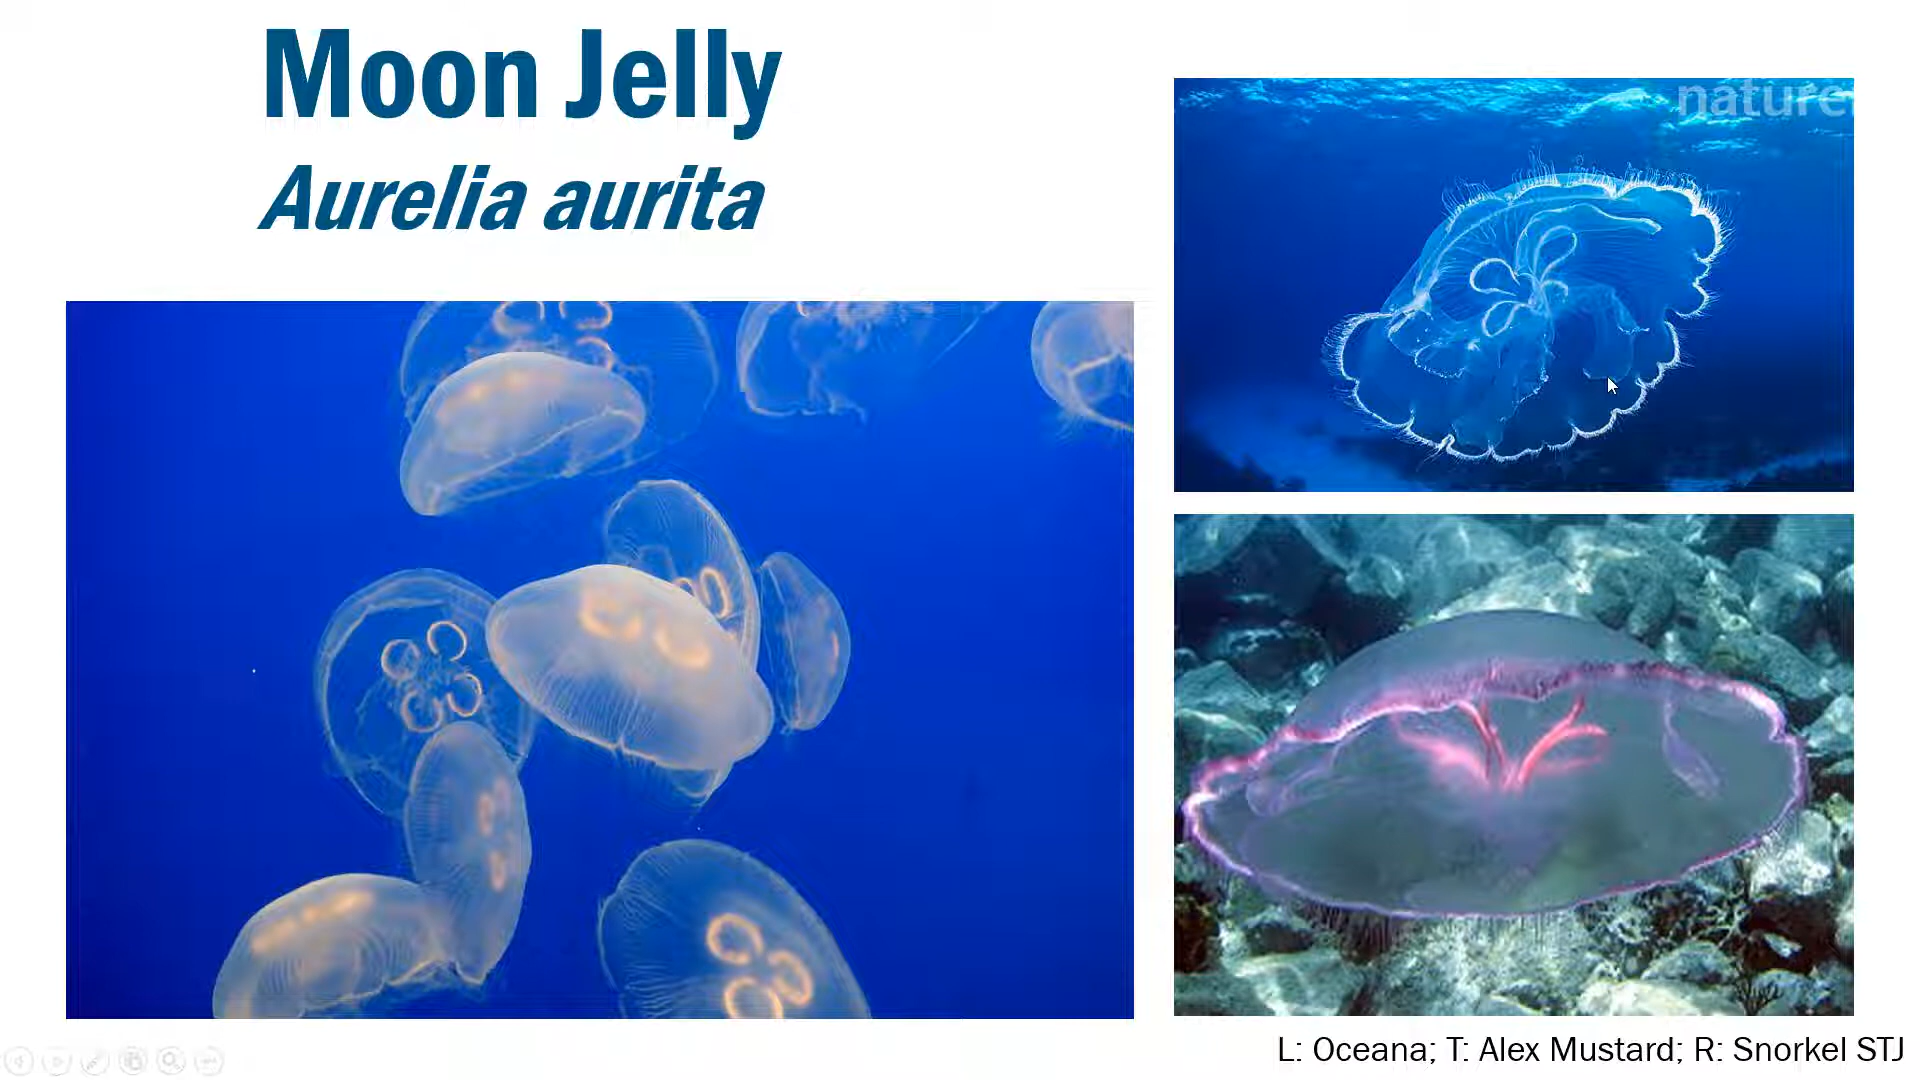 Moon Jelly
Aurelia aurita
nature
L: Oceana; T: Alex Mustard; R: Snorkel STJ